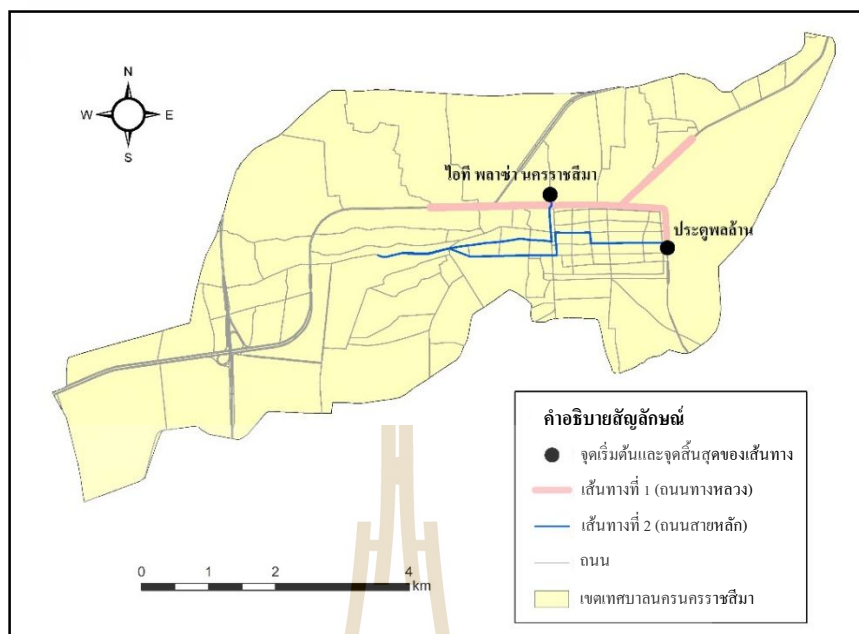 N
W E
S
ไอที พลาซ่า นครราชสีมา
ประตูพลล้าน
คำอธิบายสัญลักษณ์
จุดเริ่มต้นและจุดสิ้นสุดของเส้นทาง
เส้นทางที่ 1 (ถนนทางหลวง)
เส้นทางที่ 2 (ถนนสายหลัก)
ถนน
เขตเทศบาลนครนครราชสีมา
0 1 2 4
km